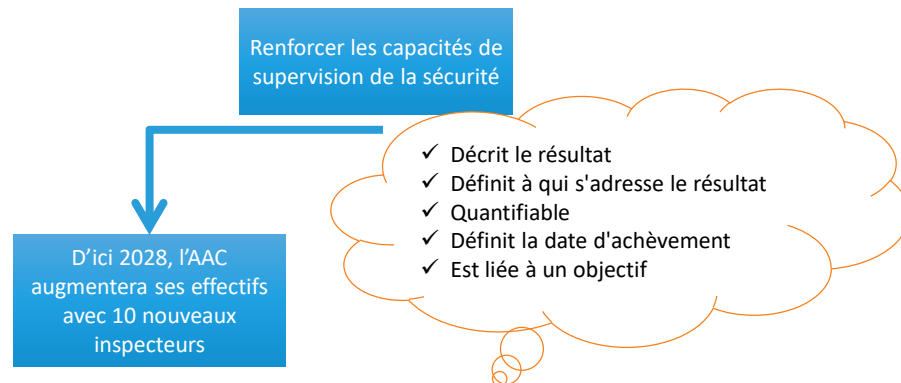 Renforcer les capacités de
supervision de la sécurité
✓ Décrit le résultat
✓ Définit à qui s'adresse le résultat
✓ Quantifiable
✓ Définit la date d'achèvement
✓ Est liée à un objectif
D’ici 2028, l’AAC
augmentera ses effectifs
avec 10 nouveaux
inspecteurs